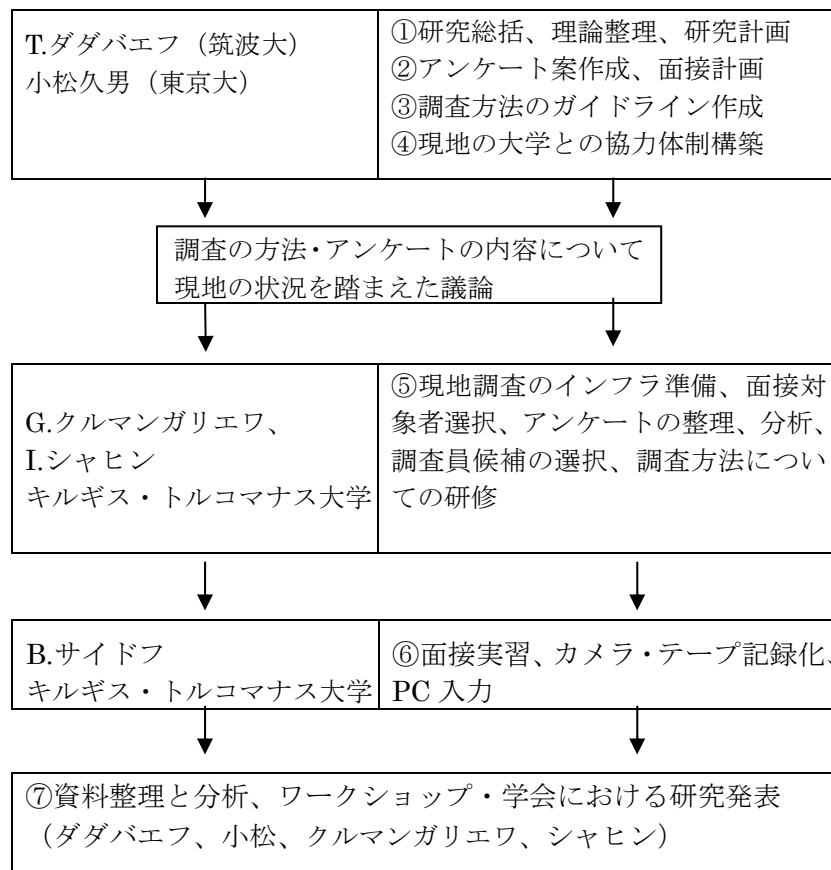 T.ダダバエフ（筑波大）
小松久男（東京大）
①研究総括、理論整理、研究計画
②アンケート案作成、面接計画
③調査方法のガイドライン作成
④現地の大学との協力体制構築
調査の方法・アンケートの内容について
現地の状況を踏まえた議論
G.クルマンガリエワ、
I.シャヒン
キルギス・トルコマナス大学
⑤現地調査のインフラ準備、面接対
象者選択、アンケートの整理、分析、
調査員候補の選択、調査方法につい
ての研修
B.サイドフ
キルギス・トルコマナス大学
⑥面接実習、カメラ・テープ記録化、
PC 入力
⑦資料整理と分析、ワークショップ・学会における研究発表
（ダダバエフ、小松、クルマンガリエワ、シャヒン）